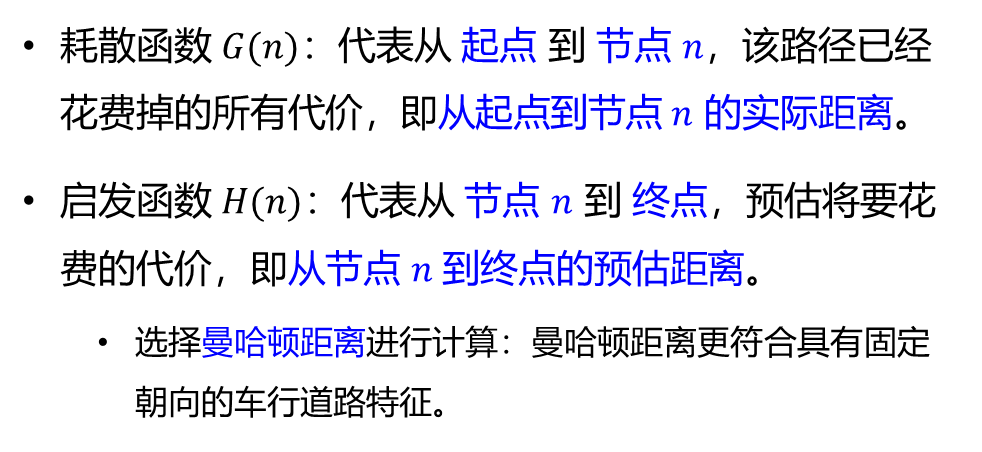 • 耗散函数 G(n)：代表从 起点 到 节点 n，该路径已经
花费掉的所有代价，即从起点到节点 n 的实际距离。
• 启发函数 H(n)：代表从 节点 n 到 终点，预估将要花
费的代价，即从节点 n 到终点的预估距离。
• 选择曼哈顿距离进行计算：曼哈顿距离更符合具有固定
朝向的车行道路特征。